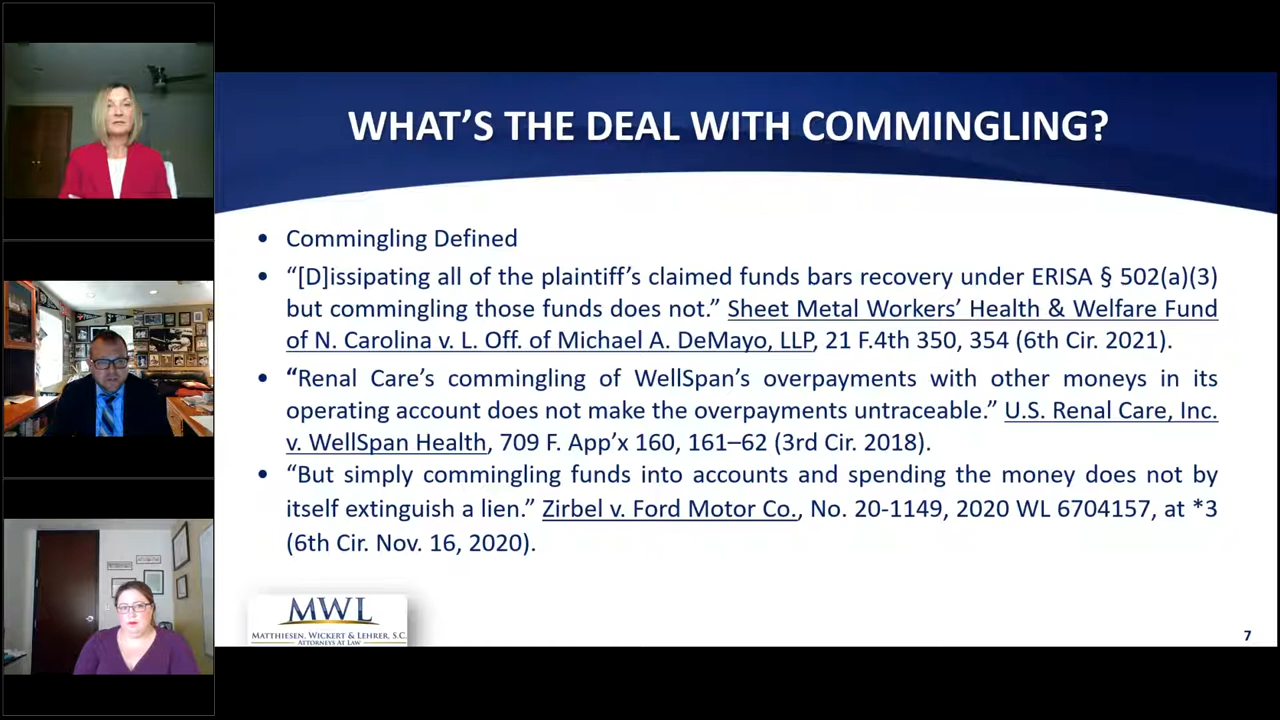 WHAT'S THE DEAL WITH COMMINGLING?
• Commingling Defined
• “[D]issipating all of the plaintiff’s claimed funds bars recovery under ERISA § 502(a)(3)
but commingling those funds does not.” Sheet Metal Workers’ Health & Welfare Fund
of N. Carolina v. L. Off. of Michael A. DeMayo, LLP, 21 F.4th 350, 354 (6th Cir. 2021).
• “Renal Care’s commingling of WellSpan’s overpayments with other moneys in its
operating account does not make the overpayments untraceable.” U.S. Renal Care, Inc.
v. WellSpan Health, 709 F. App’x 160, 161–62 (3rd Cir. 2018).
• “But simply commingling funds into accounts and spending the money does not by
itself extinguish a lien.” Zirbel v. Ford Motor Co., No. 20-1149, 2020 WL 6704157, at *3
(6th Cir. Nov. 16, 2020).
MWL
MATTHIESEN, WICKERT & LEHRER, S.C.
ATTORNEYS AT LAW
7